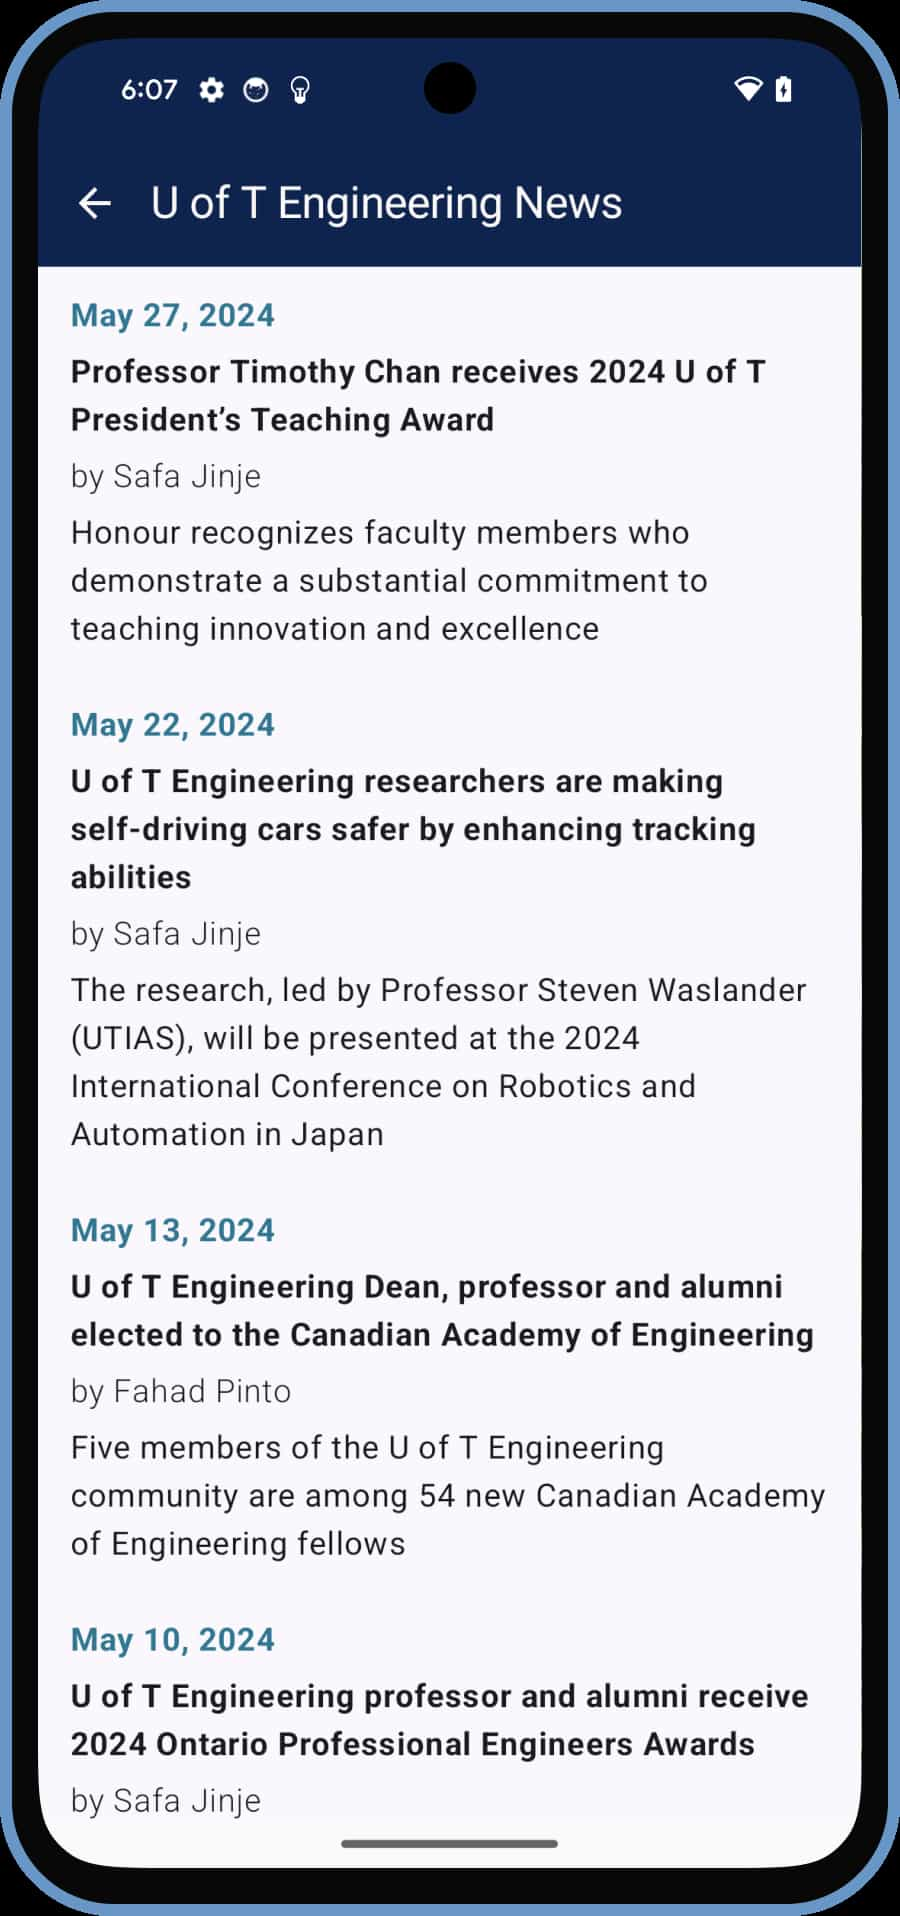 6:07
U of T Engineering News
May 27, 2024
Professor Timothy Chan receives 2024 U of T
President’s Teaching Award
by Safa Jinje
Honour recognizes faculty members who
demonstrate a substantial commitment to
teaching innovation and excellence
May 22, 2024
U of T Engineering researchers are making
self-driving cars safer by enhancing tracking
abilities
by Safa Jinje
The research, led by Professor Steven Waslander
(UTIAS), will be presented at the 2024
International Conference on Robotics and
Automation in Japan
May 13, 2024
U of T Engineering Dean, professor and alumni
elected to the Canadian Academy of Engineering
by Fahad Pinto
Five members of the U of T Engineering
community are among 54 new Canadian Academy
of Engineering fellows
May 10, 2024
U of T Engineering professor and alumni receive
2024 Ontario Professional Engineers Awards
by Safa Jinje